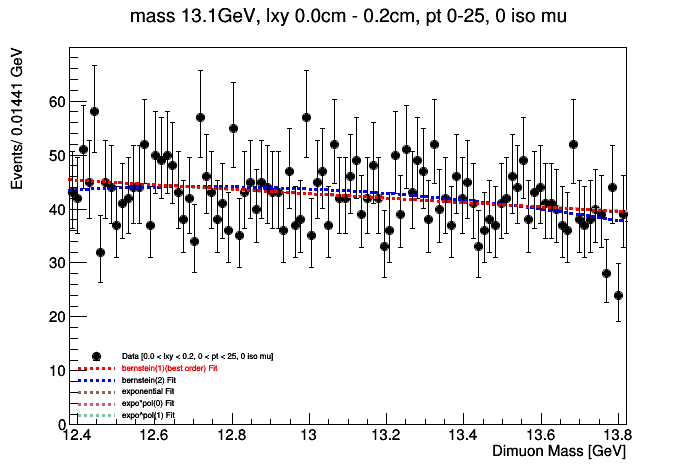 mass 13.1GeV, lxy 0.0cm - 0.2cm, pt 0-25, 0 iso mu
Events/ 0.01441 GeV
60
50
40
30
20
10
0
Data [0.0 < lxy < 0.2, 0 < pt < 25, 0 iso mu]
bernstein(1)(best order) Fit
bernstein(2) Fit
exponential Fit
expo*pol(0) Fit
expo*pol(1) Fit
12.4 12.6 12.8 13 13.2 13.4 13.6 13.8
Dimuon Mass [GeV]